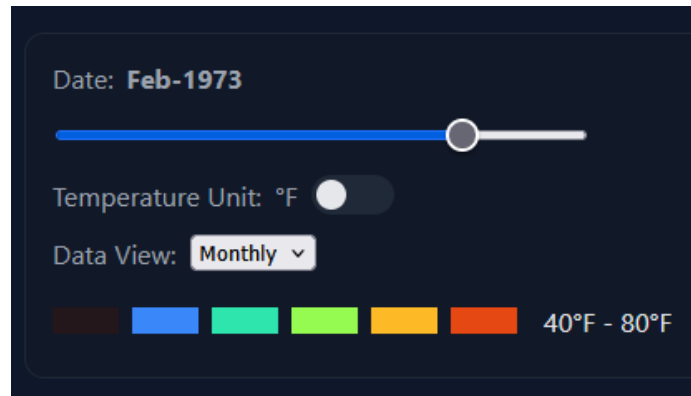 Date: Feb-1973
Temperature Unit: °F
Data View: Monthly
40°F - 80°F